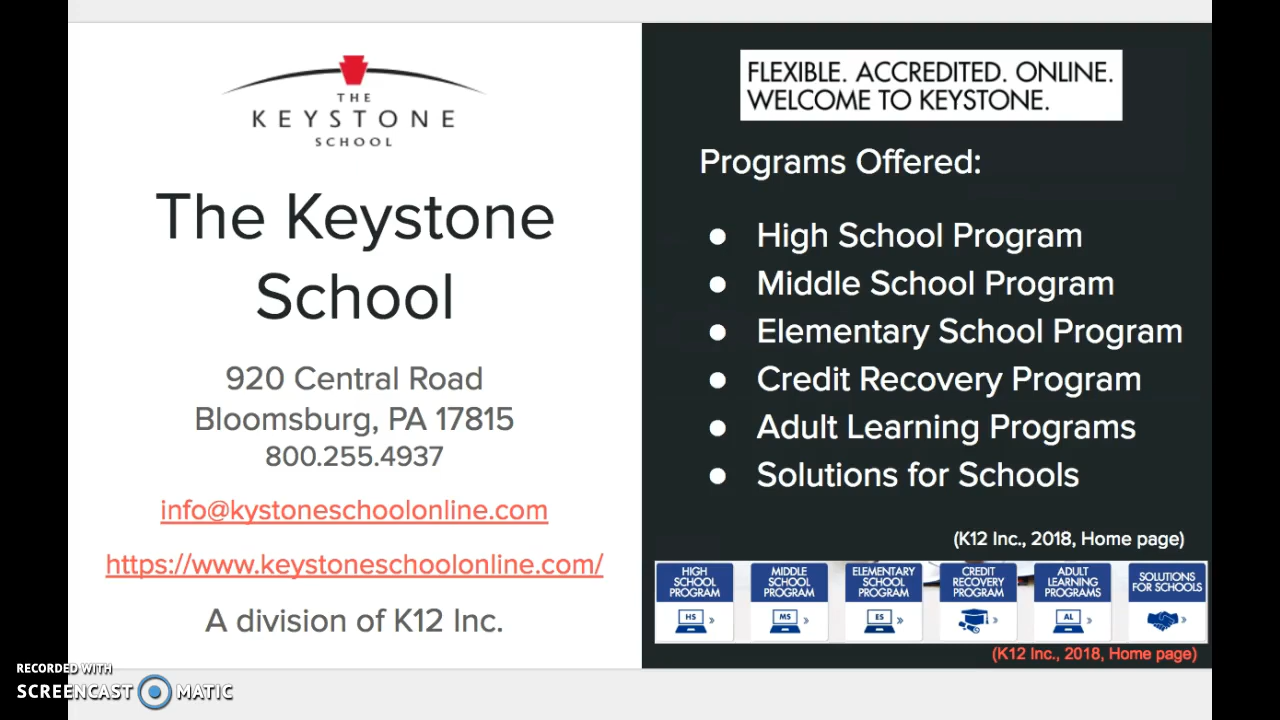 THE
KEYSTONE
SCHOOL
The Keystone
School
920 Central Road
Bloomsburg, PA 17815
800.255.4937
info@kystoneschoolonline.com
https://www.keystoneschoolonline.com/
A division of K12 Inc.
FLEXIBLE. ACCREDITED. ONLINE.
WELCOME TO KEYSTONE.
Programs Offered:
● High School Program
● Middle School Program
● Elementary School Program
● Credit Recovery Program
● Adult Learning Programs
● Solutions for Schools
(K12 Inc., 2018, Home page)
HIGH
SCHOOL
PROGRAM
HS »
MIDDLE
SCHOOL
PROGRAM
MS »
ELEMENTARY
SCHOOL
PROGRAM
ES »
CREDIT
RECOVERY
PROGRAM
»
ADULT
LEARNING
PROGRAMS
AL »
SOLUTIONS
FOR SCHOOLS
»
(K12 Inc., 2018, Home page)
RECORDED WITH
SCREENCAST MATIC